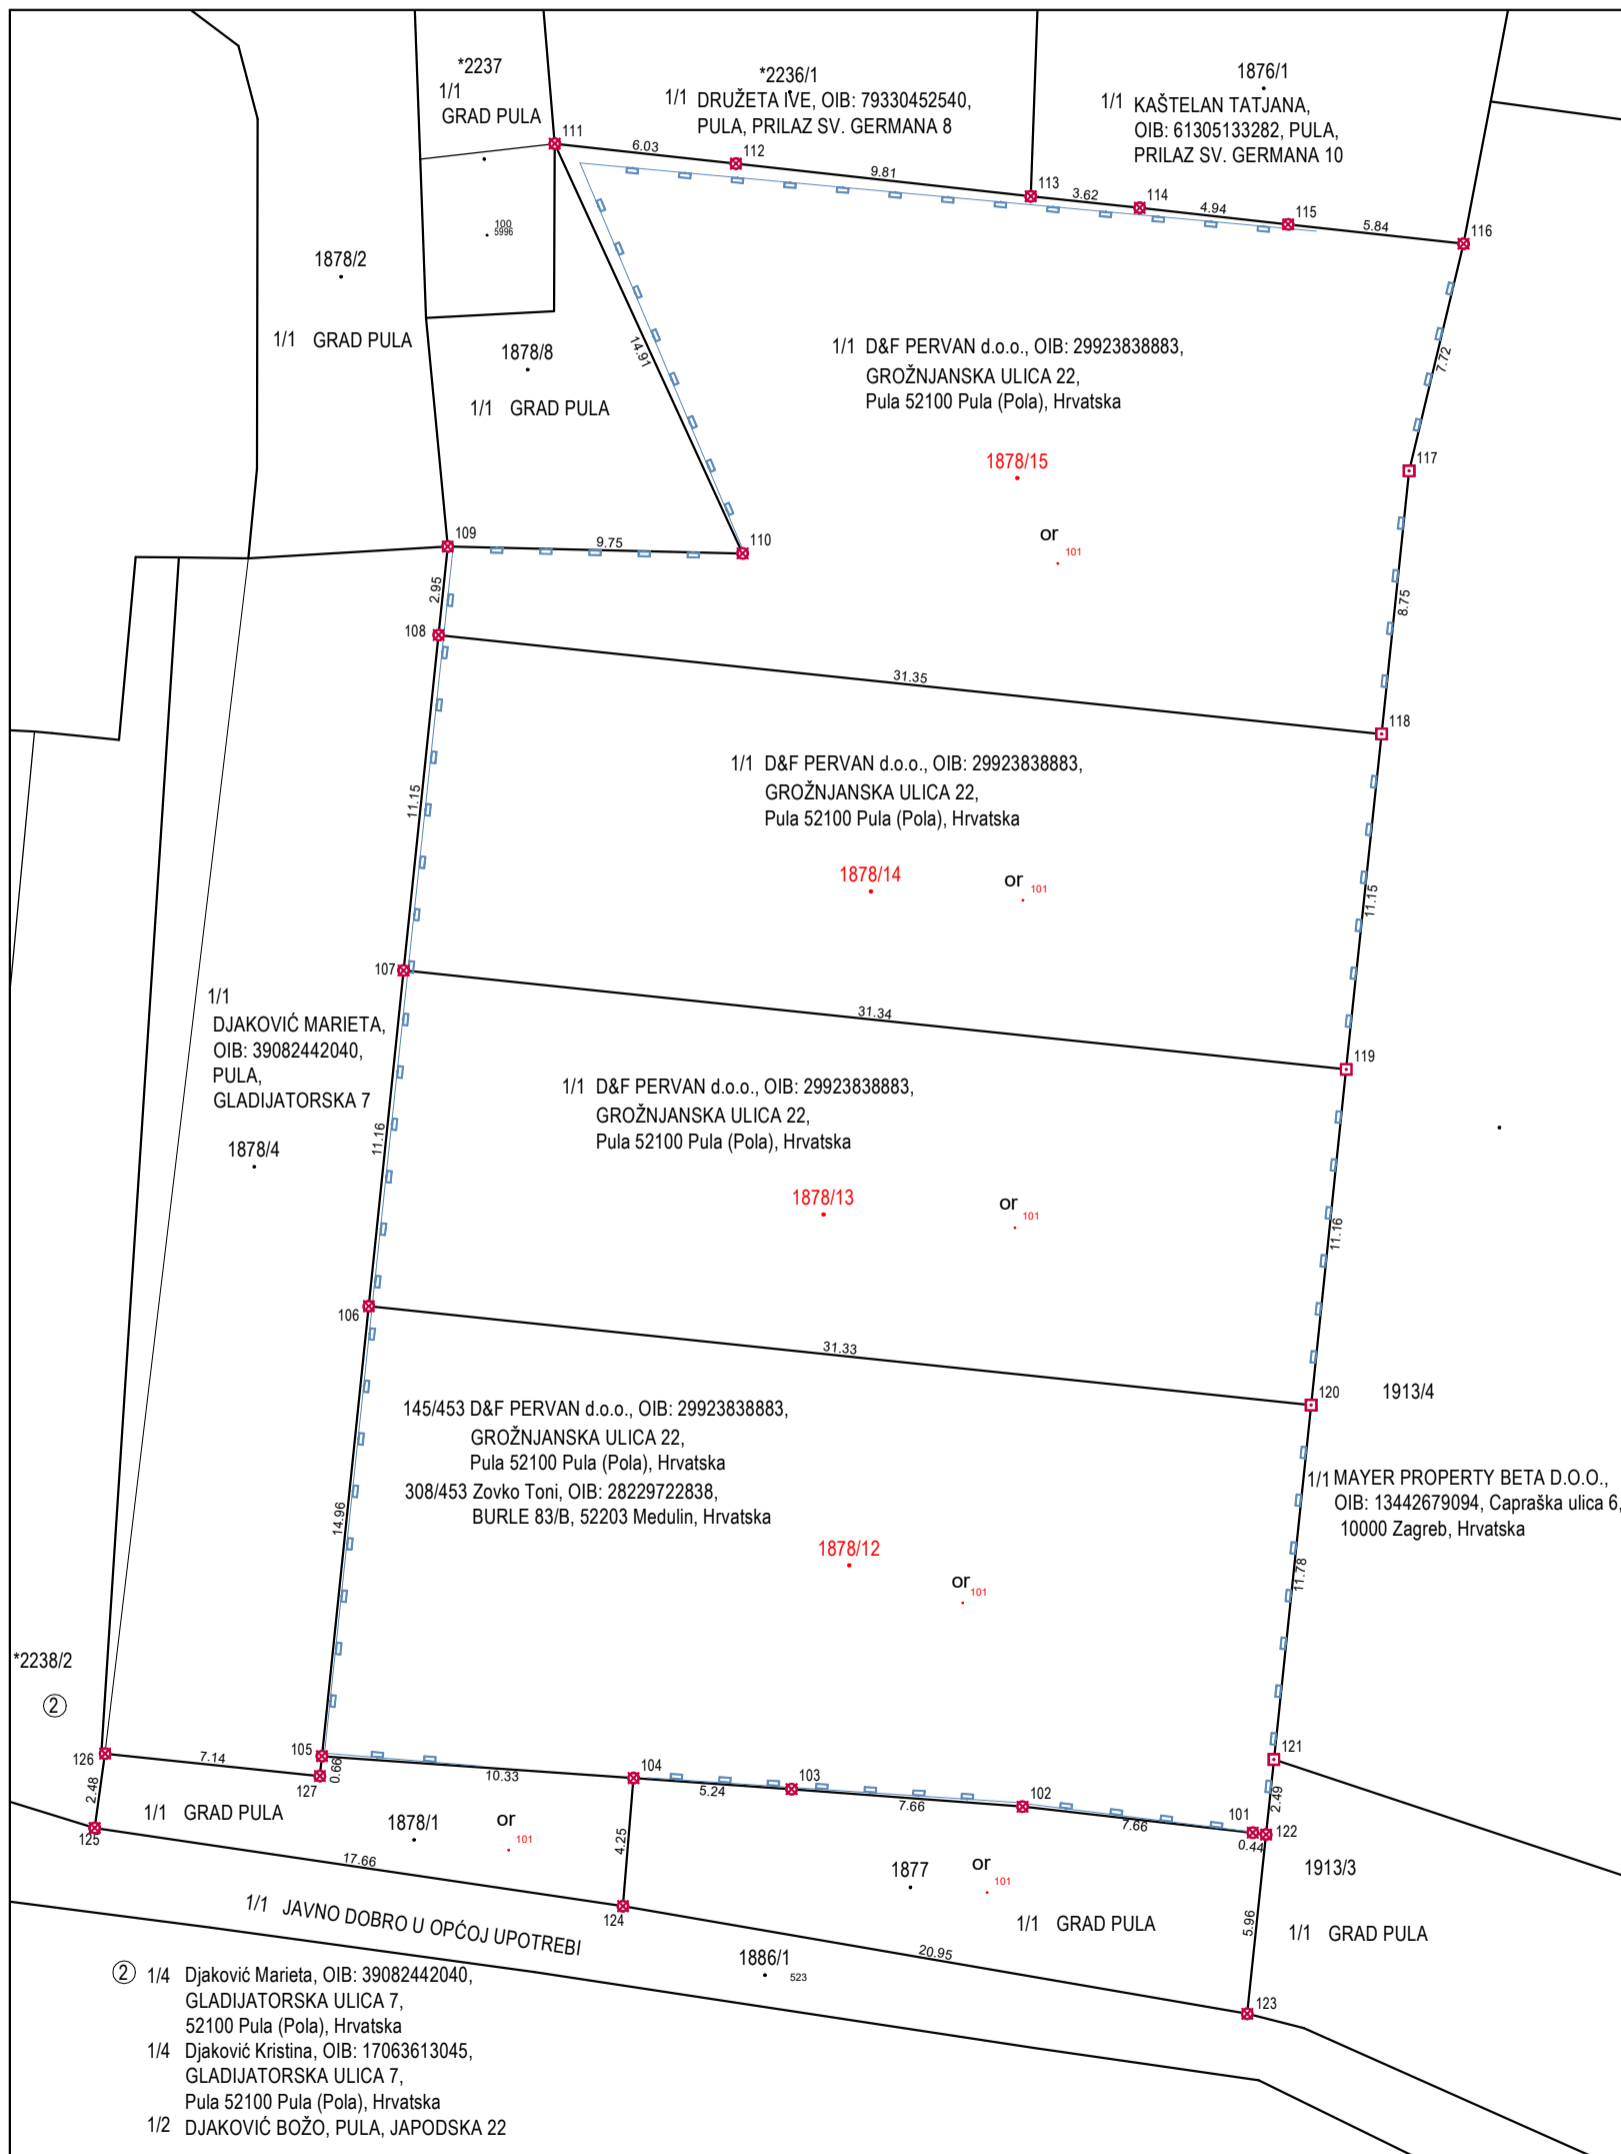 *2237
1/1
GRAD PULA
*2236/1
1/1 DRUŽETA IVE, OIB: 79330452540,
PULA, PRILAZ SV. GERMANA 8
1876/1
1/1 KAŠTELAN TATJANA,
OIB: 61305133282, PULA,
PRILAZ SV. GERMANA 10
111
6.03
112
9.81
113
3.62
114
4.94
115
5.84
116
100
5996
1878/2
1/1 GRAD PULA
1878/8
1/1 GRAD PULA
14.91
1/1 D&F PERVAN d.o.o., OIB: 29923838883,
GROŽNJANSKA ULICA 22,
Pula 52100 Pula (Pola), Hrvatska
7.72
1878/15
117
or
101
109
9.75
110
2.95
8.75
108
31.35
118
1/1 D&F PERVAN d.o.o., OIB: 29923838883,
GROŽNJANSKA ULICA 22,
Pula 52100 Pula (Pola), Hrvatska
11.15
1878/14
or
101
11.15
107
31.34
119
1/1
DJAKOVIĆ MARIETA,
OIB: 39082442040,
PULA,
GLADIJATORSKA 7
1878/4
1/1 D&F PERVAN d.o.o., OIB: 29923838883,
GROŽNJANSKA ULICA 22,
Pula 52100 Pula (Pola), Hrvatska
11.16
1878/13
or
101
11.16
106
31.33
120
1913/4
145/453 D&F PERVAN d.o.o., OIB: 29923838883,
GROŽNJANSKA ULICA 22,
Pula 52100 Pula (Pola), Hrvatska
308/453 Zovko Toni, OIB: 28229722838,
BURLE 83/B, 52203 Medulin, Hrvatska
1/1 MAYER PROPERTY BETA D.O.O.,
OIB: 13442679094, Capraška ulica 6,
10000 Zagreb, Hrvatska
14.96
1878/12
or
101
11.78
*2238/2
2
126
7.14
105
0.66
127
10.33
104
5.24
103
7.66
102
7.66
101
121
2.49
122
0.44
2.48
125
1/1 GRAD PULA
1878/1
or
101
4.25
17.66
124
1877
or
101
1/1 GRAD PULA
1913/3
1/1 GRAD PULA
5.96
1/1 JAVNO DOBRO U OPĆOJ UPOTREBI
1886/1
523
20.95
123
2 1/4 Djaković Marieta, OIB: 39082442040,
GLADIJATORSKA ULICA 7,
52100 Pula (Pola), Hrvatska
1/4 Djaković Kristina, OIB: 17063613045,
GLADIJATORSKA ULICA 7,
Pula 52100 Pula (Pola), Hrvatska
1/2 DJAKOVIĆ BOŽO, PULA, JAPODSKA 22